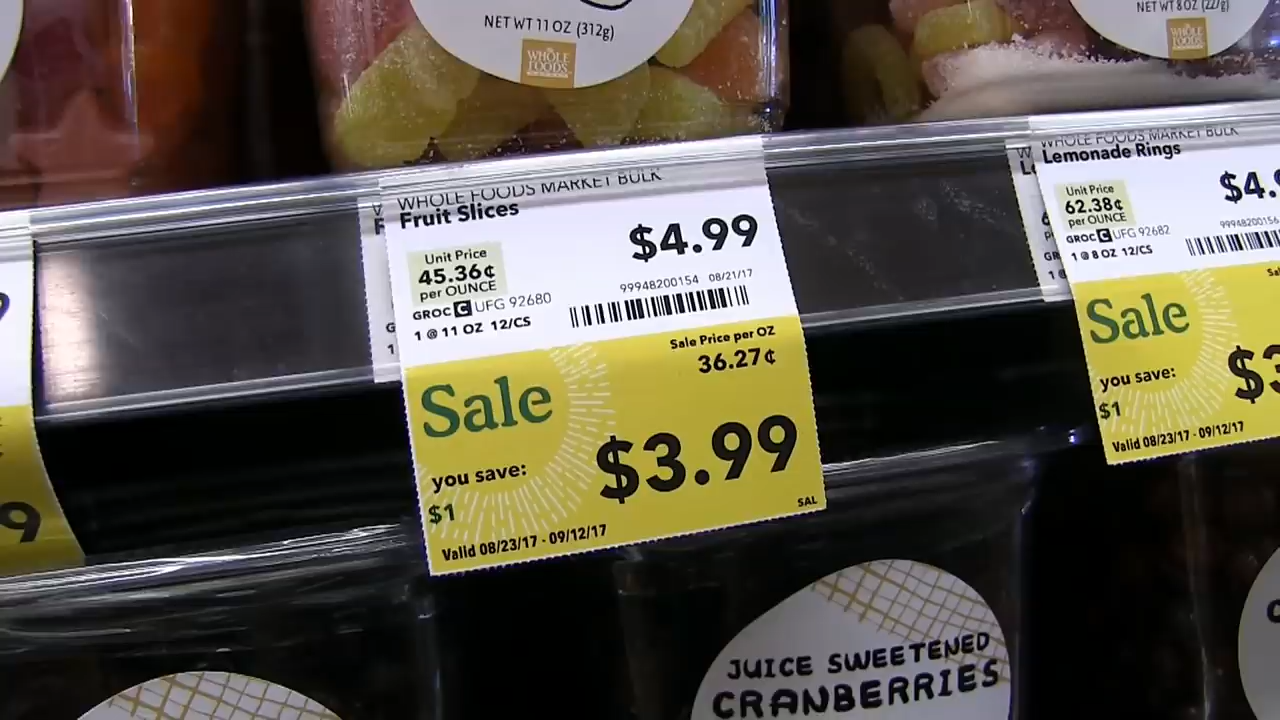 NET WT 11 OZ (312g)
WHOLE
FOODS
NET WT 8 OZ (227g)
WHOLE
FOODS
WHOLE FOODS MARKET BULK
Fruit Slices
$4.99
Unit Price
45.36¢
per OUNCE
99948200154 08/21/17
GROC C UFG 92680
1 @ 11 OZ 12/CS
Sale Price per OZ
36.27¢
Sale
$3.99
you save:
$1
SAL
Valid 08/23/17 - 09/12/17
WHOLE FOODS MARKET BULK
Lemonade Rings
Unit Price
62.38¢
per OUNCE
GROC C UFG 92682
1 @ 8 OZ 12/CS
Sale
you save:
$1
Valid 08/23/17 - 09/12/17
JUICE SWEETENED
CRANBERRIES